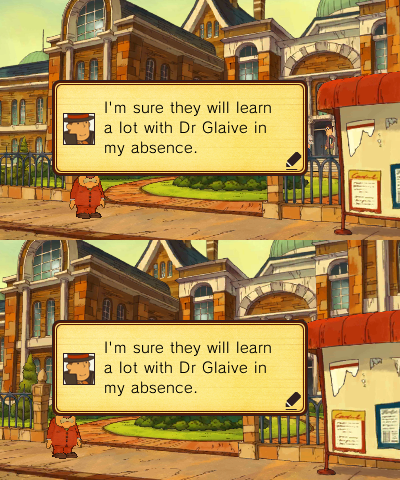 I'm sure they will learn
a lot with Dr Glaive in
my absence.
I'm sure they will learn
a lot with Dr Glaive in
my absence.